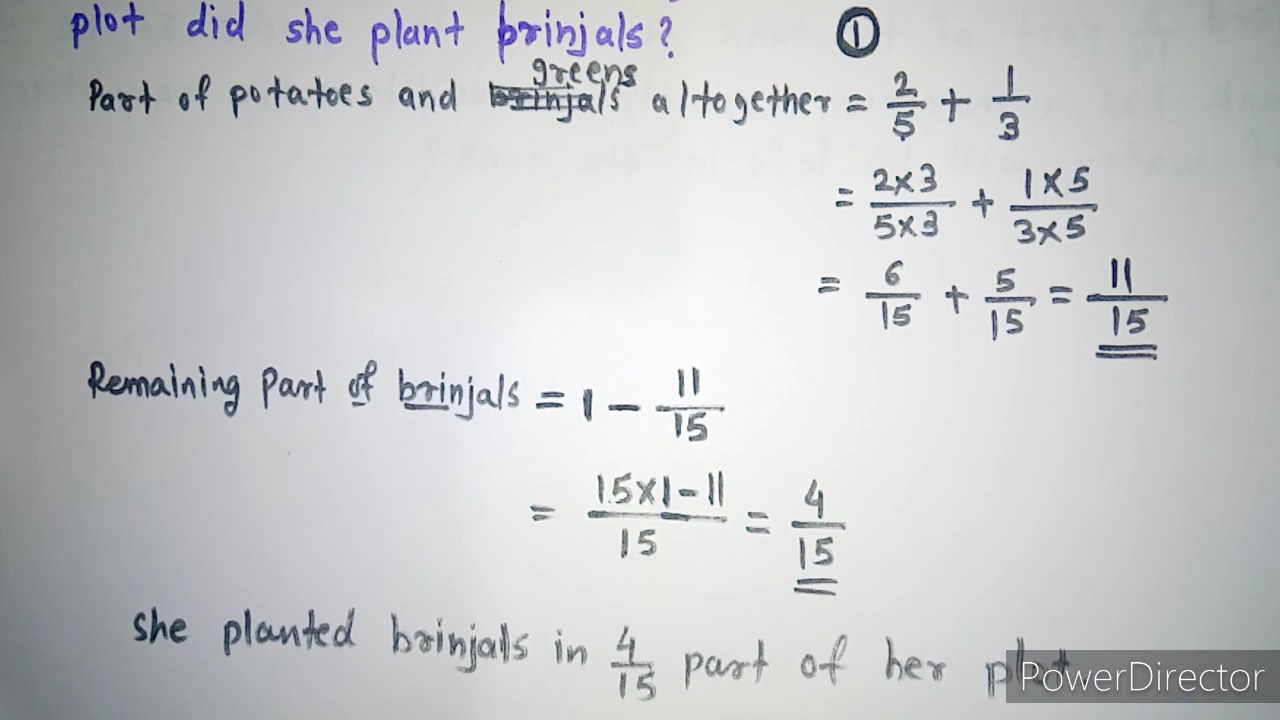 plot did she plant brinjals? ①
greens
Part of potatoes and brinjals altogether = 2/5 + 1/3
= 2×3/5×3 + 1×5/3×5
= 6/15 + 5/15 = 11/15
Remaining Part of brinjals = 1 - 11/15
= 15×1-11/15 = 4/15
she planted brinjals in 4/15 part of her plot
PowerDirector